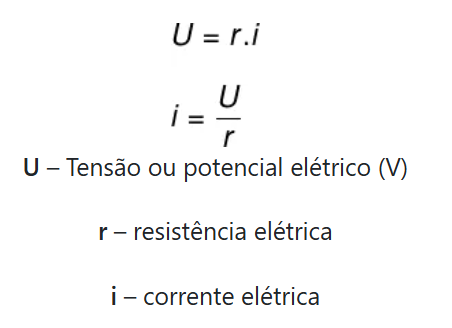 U = r.i
i = U/r
U – Tensão ou potencial elétrico (V)
r – resistência elétrica
i – corrente elétrica